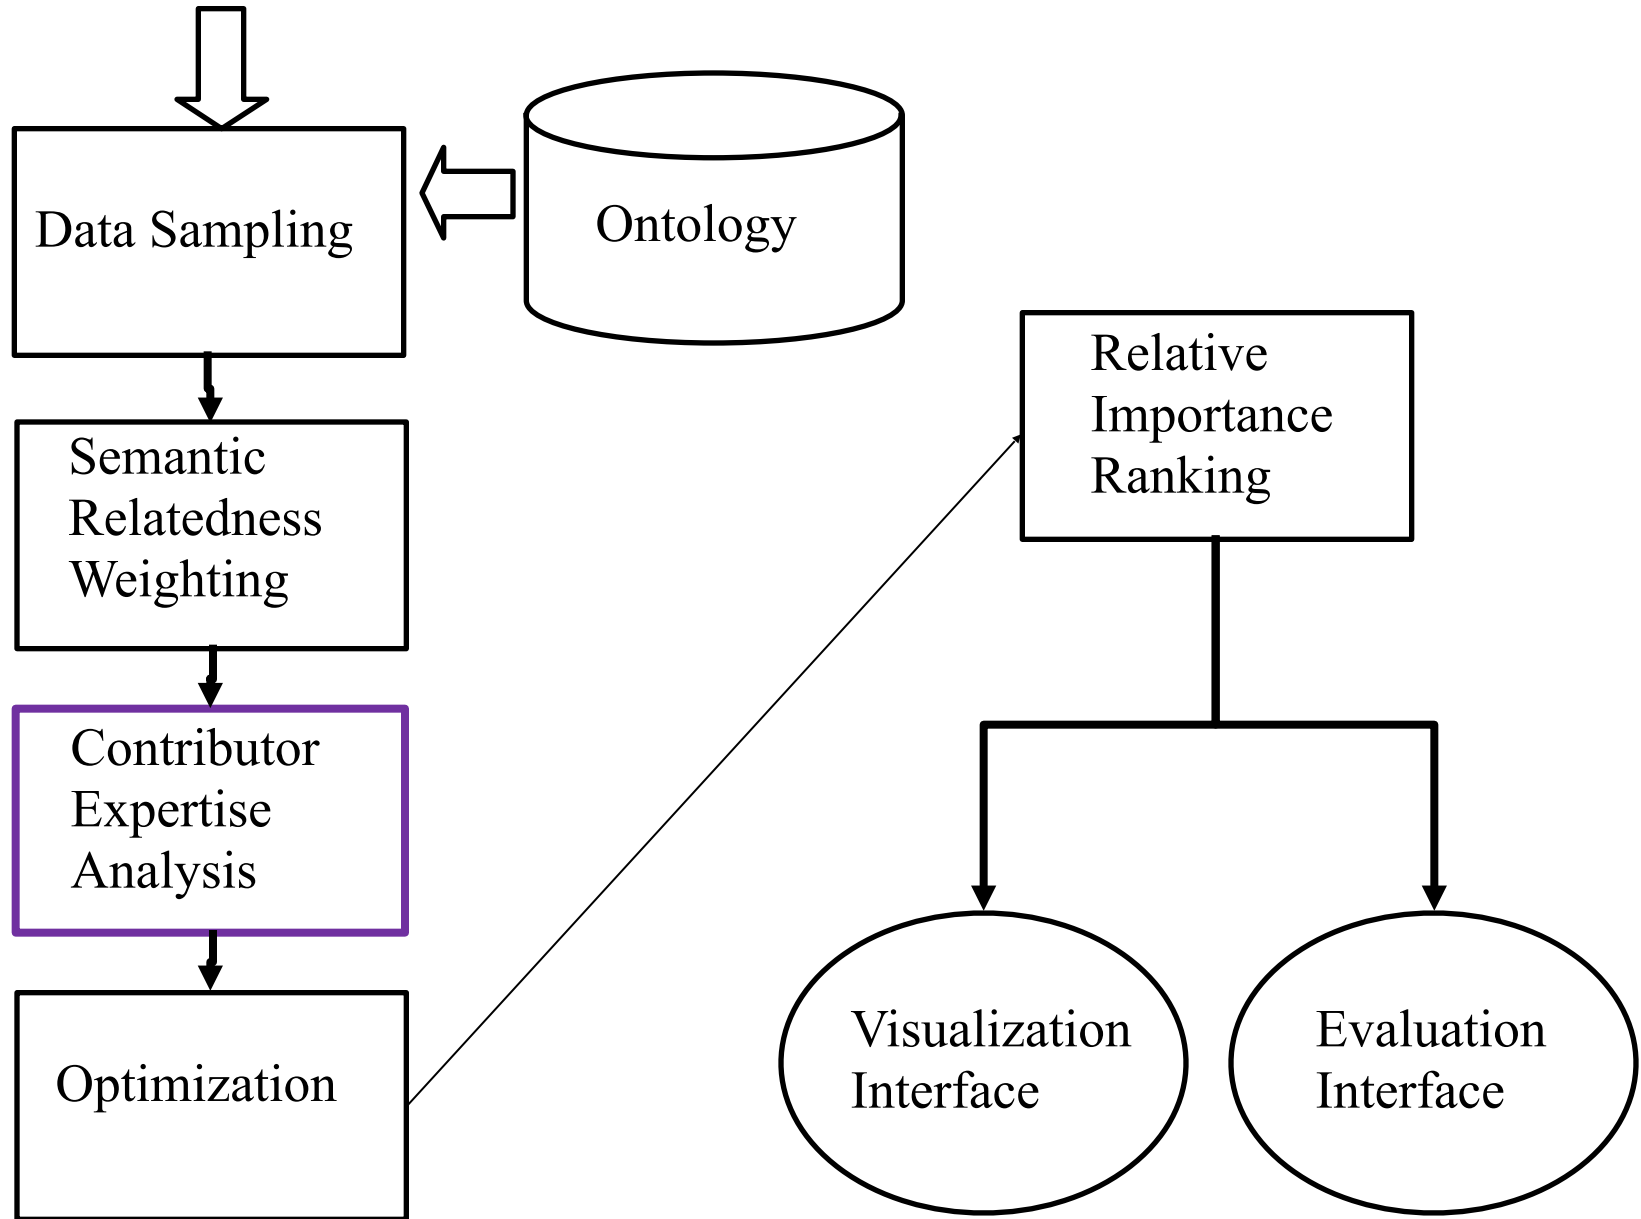 Data Sampling
Ontology
Semantic
Relatedness
Weighting
Contributor
Expertise
Analysis
Optimization
Relative
Importance
Ranking
Visualization
Interface
Evaluation
Interface